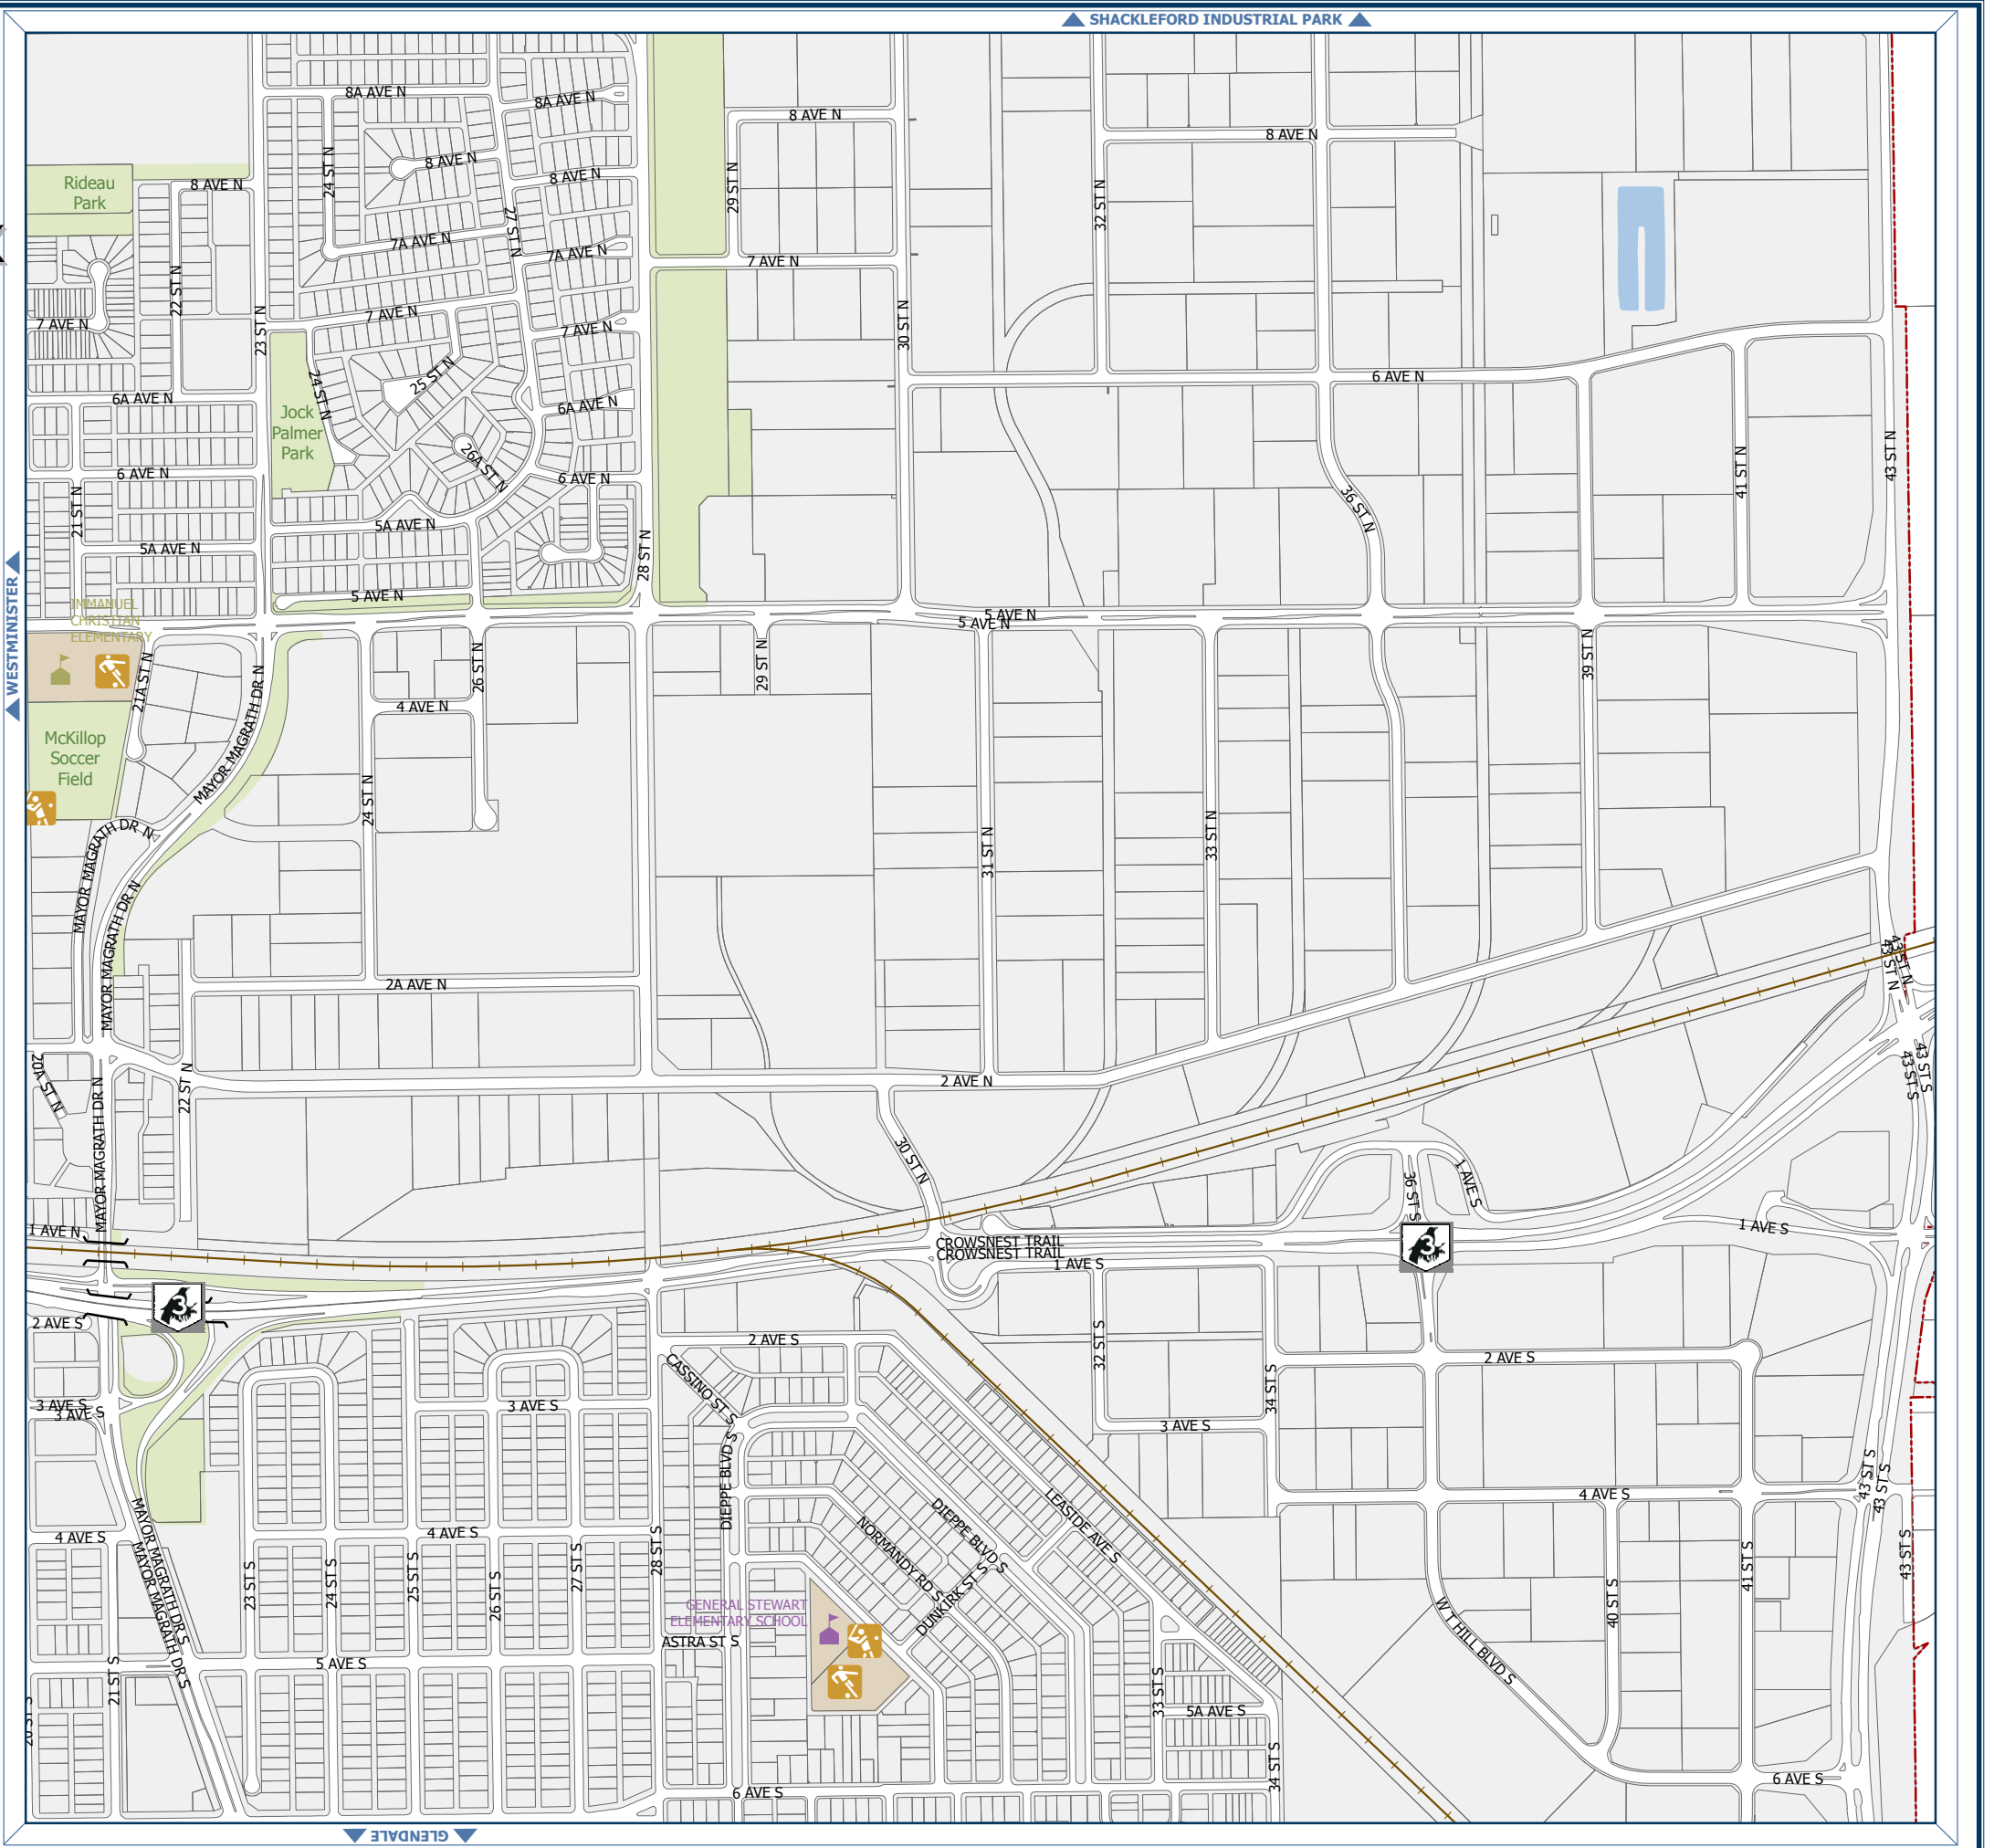 SHACKLEFORD INDUSTRIAL PARK
8A AVE N
8A AVE N
8 AVE N
8 AVE N
8 AVE N
24 ST N
Rideau
Park
8 AVE N
8 AVE N
29 ST N
32 ST N
27 ST N
7A AVE N
7A AVE N
7 AVE N
22 ST N
7 AVE N
23 ST N
7 AVE N
7 AVE N
30 ST N
24 ST N
25 ST N
6 AVE N
6A AVE N
6A AVE N
Jock
Palmer
Park
26A ST N
6 AVE N
6 AVE N
41 ST N
43 ST N
21 ST N
36 ST N
5A AVE N
5A AVE N
28 ST N
WESTMINISTER
5 AVE N
5 AVE N
5 AVE N
IMMANUEL
CHRISTIAN
ELEMENTARY
21A ST N
26 ST N
29 ST N
39 ST N
MAYOR MAGRATH DR N
4 AVE N
McKillop
Soccer
Field
24 ST N
31 ST N
33 ST N
MAYOR MAGRATH DR N
MAYOR MAGRATH DR N
43 ST N
43 ST N
2A AVE N
20A ST N
22 ST N
2 AVE N
43 ST S
43 ST S
MAYOR MAGRATH DR N
30 ST N
36 ST S
1 AVE S
1 AVE N
1 AVE S
CROWSNEST TRAIL
CROWSNEST TRAIL
1 AVE S
3
3
2 AVE S
2 AVE S
32 ST S
2 AVE S
CASSINO ST S
34 ST S
3 AVE S
3 AVE S
3 AVE S
3 AVE S
DIEPPE BLVD S
43 ST S
43 ST S
4 AVE S
MAYOR MAGRATH DR S
MAYOR MAGRATH DR S
4 AVE S
4 AVE S
LEASIDE AVE S
DIEPPE BLVD S
NORMANDY RD S
DUNKIRK ST S
23 ST S
24 ST S
25 ST S
26 ST S
27 ST S
28 ST S
43 ST S
41 ST S
40 ST S
W T HILL BLVD S
GENERAL STEWART
ELEMENTARY SCHOOL
ASTRA ST S
5 AVE S
21 ST S
33 ST S
5A AVE S
34 ST S
6 AVE S
6 AVE S
GLENDALE